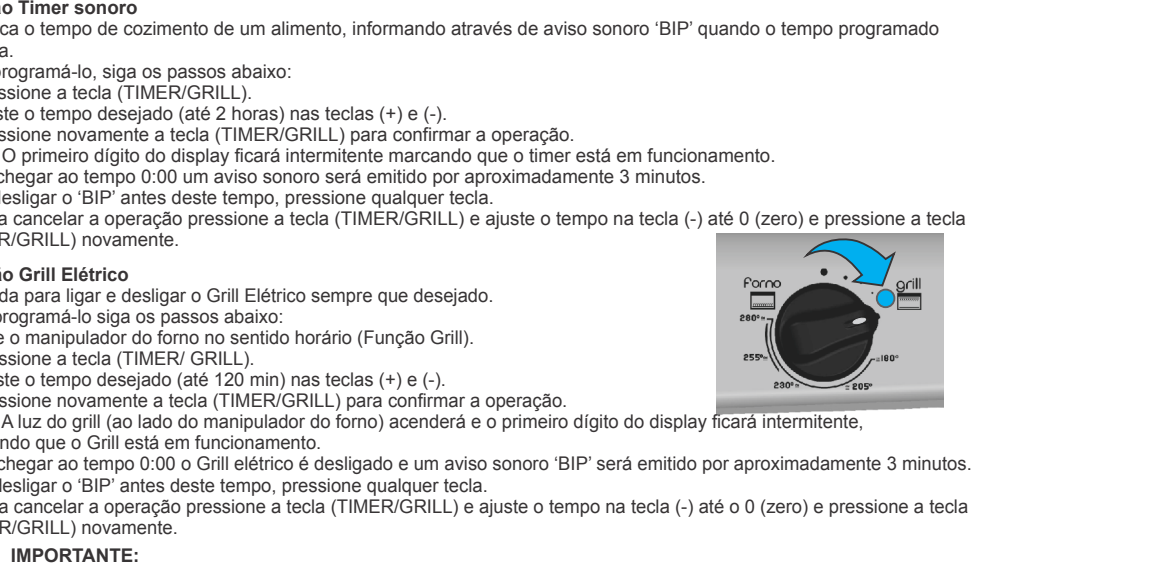 o Timer sonoro
ca o tempo de cozimento de um alimento, informando através de aviso sonoro ‘BIP’ quando o tempo programado
a.
rogramá-lo, siga os passos abaixo:
ssione a tecla (TIMER/GRILL).
ste o tempo desejado (até 2 horas) nas teclas (+) e (-).
ssione novamente a tecla (TIMER/GRILL) para confirmar a operação.
O primeiro dígito do display ficará intermitente marcando que o timer está em funcionamento.
chegar ao tempo 0:00 um aviso sonoro será emitido por aproximadamente 3 minutos.
desligar o ‘BIP’ antes deste tempo, pressione qualquer tecla.
a cancelar a operação pressione a tecla (TIMER/GRILL) e ajuste o tempo na tecla (-) até 0 (zero) e pressione a tecla
R/GRILL) novamente.
ão Grill Elétrico
da para ligar e desligar o Grill Elétrico sempre que desejado.
programá-lo siga os passos abaixo:
e o manipulador do forno no sentido horário (Função Grill).
ssione a tecla (TIMER/ GRILL).
ste o tempo desejado (até 120 min) nas teclas (+) e (-).
ssione novamente a tecla (TIMER/GRILL) para confirmar a operação.
A luz do grill (ao lado do manipulador do forno) acenderá e o primeiro dígito do display ficará intermitente,
ndo que o Grill está em funcionamento.
chegar ao tempo 0:00 o Grill elétrico é desligado e um aviso sonoro ‘BIP’ será emitido por aproximadamente 3 minutos.
desligar o ‘BIP’ antes deste tempo, pressione qualquer tecla.
a cancelar a operação pressione a tecla (TIMER/GRILL) e ajuste o tempo na tecla (-) até o 0 (zero) e pressione a tecla
R/GRILL) novamente.
IMPORTANTE:
Forno
grill
280°
255°
230°
205°
180°